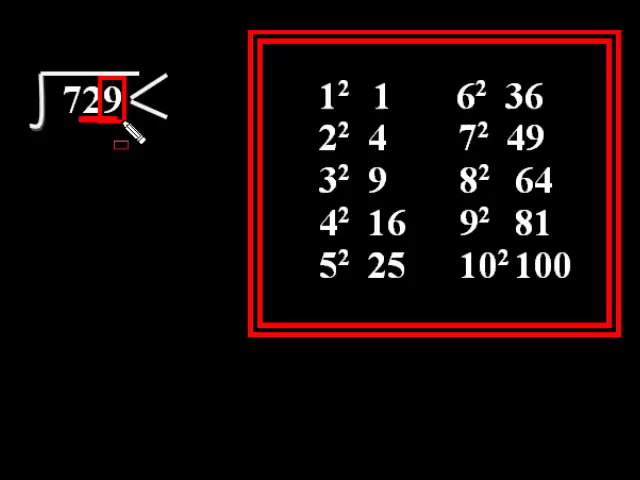 729
1² 1 6² 36
2² 4 7² 49
3² 9 8² 64
4² 16 9² 81
5² 25 10² 100